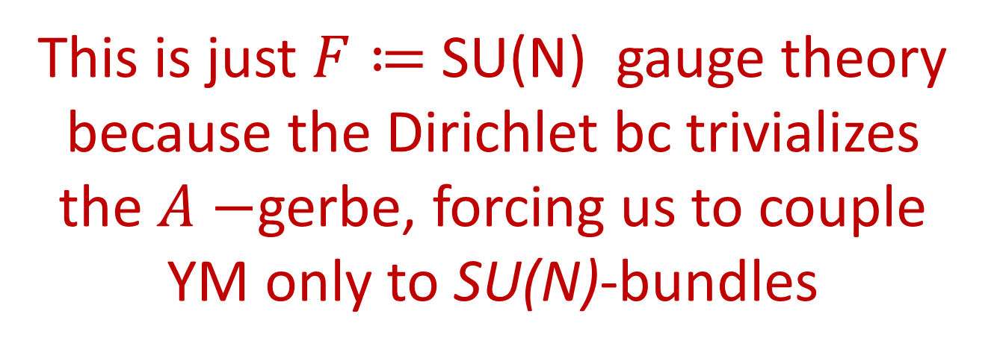 This is just 𝐹 ≔ SU(N) gauge theory
because the Dirichlet bc trivializes
the 𝐴 −gerbe, forcing us to couple
YM only to SU(N)-bundles